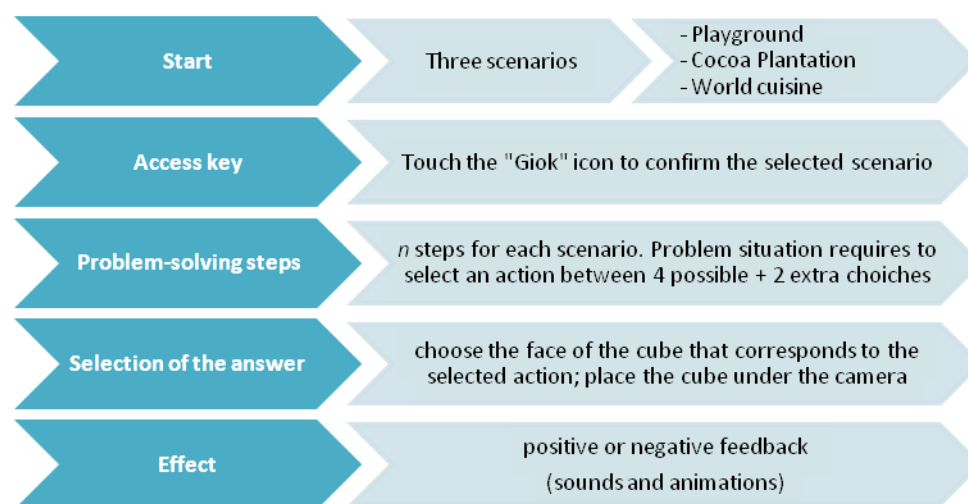 Start
Three scenarios
- Playground
- Cocoa Plantation
- World cuisine
Access key
Touch the "Giok" icon to confirm the selected scenario
Problem-solving steps
n steps for each scenario. Problem situation requires to
select an action between 4 possible + 2 extra choiches
Selection of the answer
choose the face of the cube that corresponds to the
selected action; place the cube under the camera
Effect
positive or negative feedback
(sounds and animations)